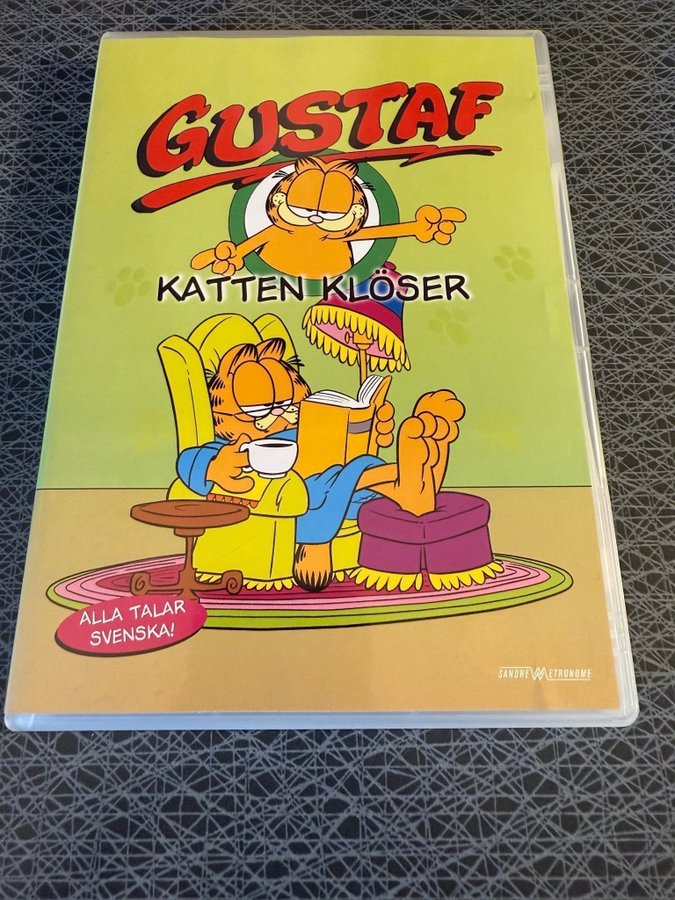 GUSTAF
KATTEN KLÖSER
ALLA TALAR
SVENSKA!
SANDREW METRONOME